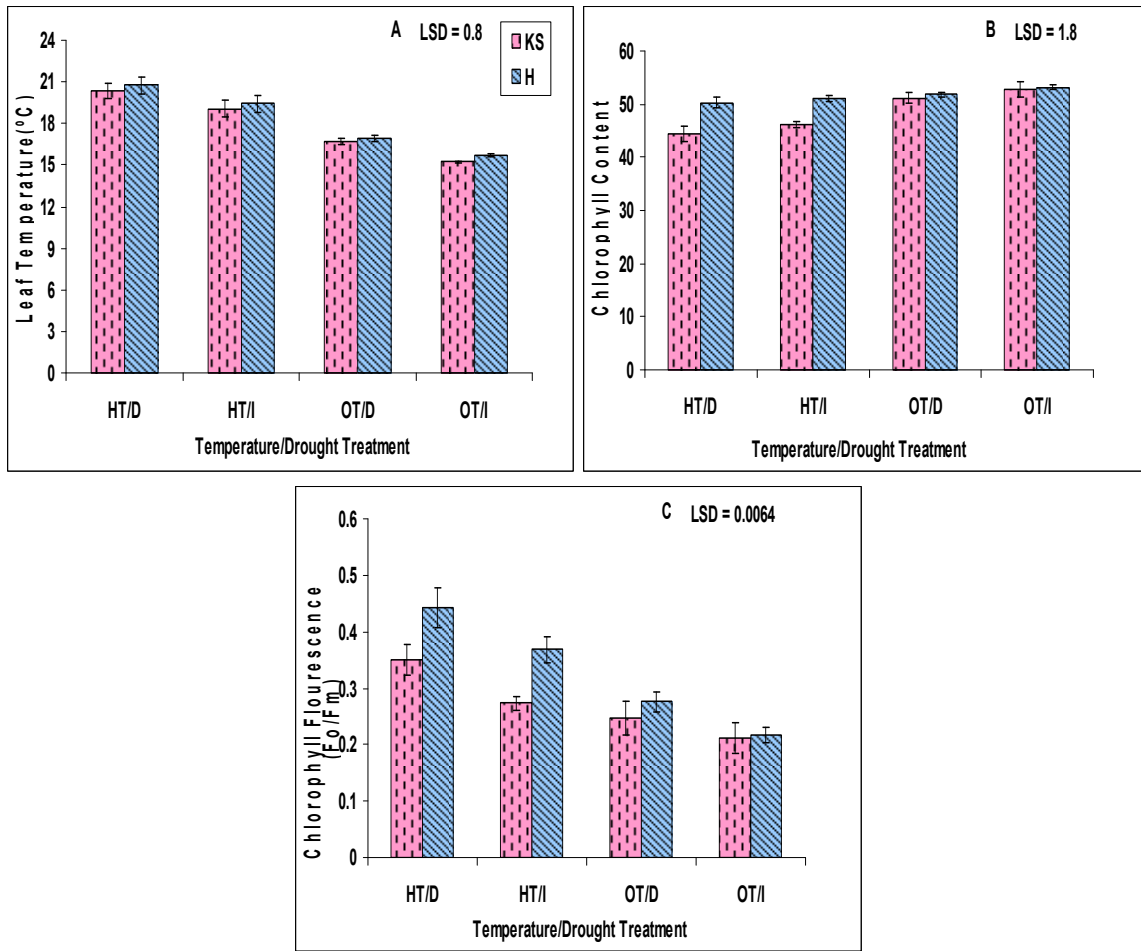 A LSD = 0.8
KS
H
Leaf Temperature(ºC)
24
21
18
15
12
9
6
3
0
HT/D HT/I OT/D OT/I
Temperature/Drought Treatment
B LSD = 1.8
Chlorophyll Content
60
50
40
30
20
10
0
HT/D HT/I OT/D OT/I
Temperature/Drought Treatment
C LSD = 0.0064
Chlorophyll Flourescence
(Fo/Fm)
0.6
0.5
0.4
0.3
0.2
0.1
0
HT/D HT/I OT/D OT/I
Temperature/Drought Treatment